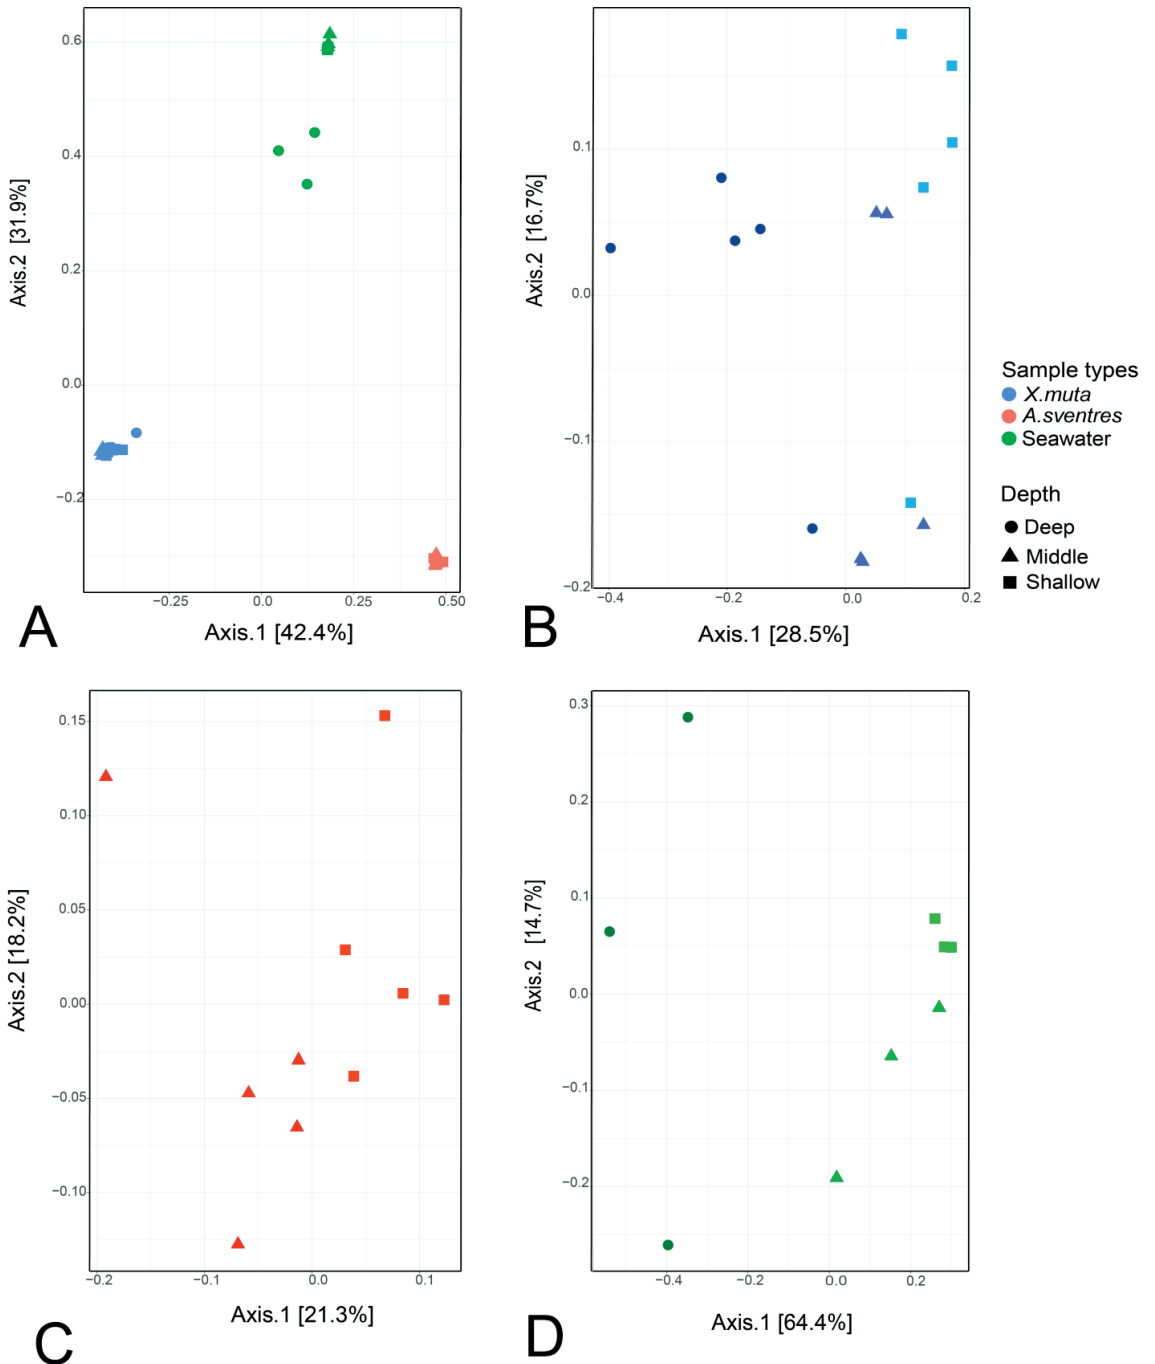 0.6
0.4
0.2
0.0
−0.2
Axis.2 [31.9%]
−0.25
0.0
0.25
0.50
Axis.1 [42.4%]
A
0.1
0.0
−0.1
−0.2
Axis.2 [16.7%]
−0.4
−0.2
0.0
0.2
Axis.1 [28.5%]
B
Sample types
X.muta
A.sventres
Seawater
Depth
Deep
Middle
Shallow
0.15
0.10
0.05
0.00
−0.05
−0.10
Axis.2 [18.2%]
−0.2
−0.1
0.0
0.1
Axis.1 [21.3%]
C
0.3
0.2
0.1
0.0
−0.1
−0.2
Axis.2 [14.7%]
−0.4
−0.2
0.0
0.2
Axis.1 [64.4%]
D